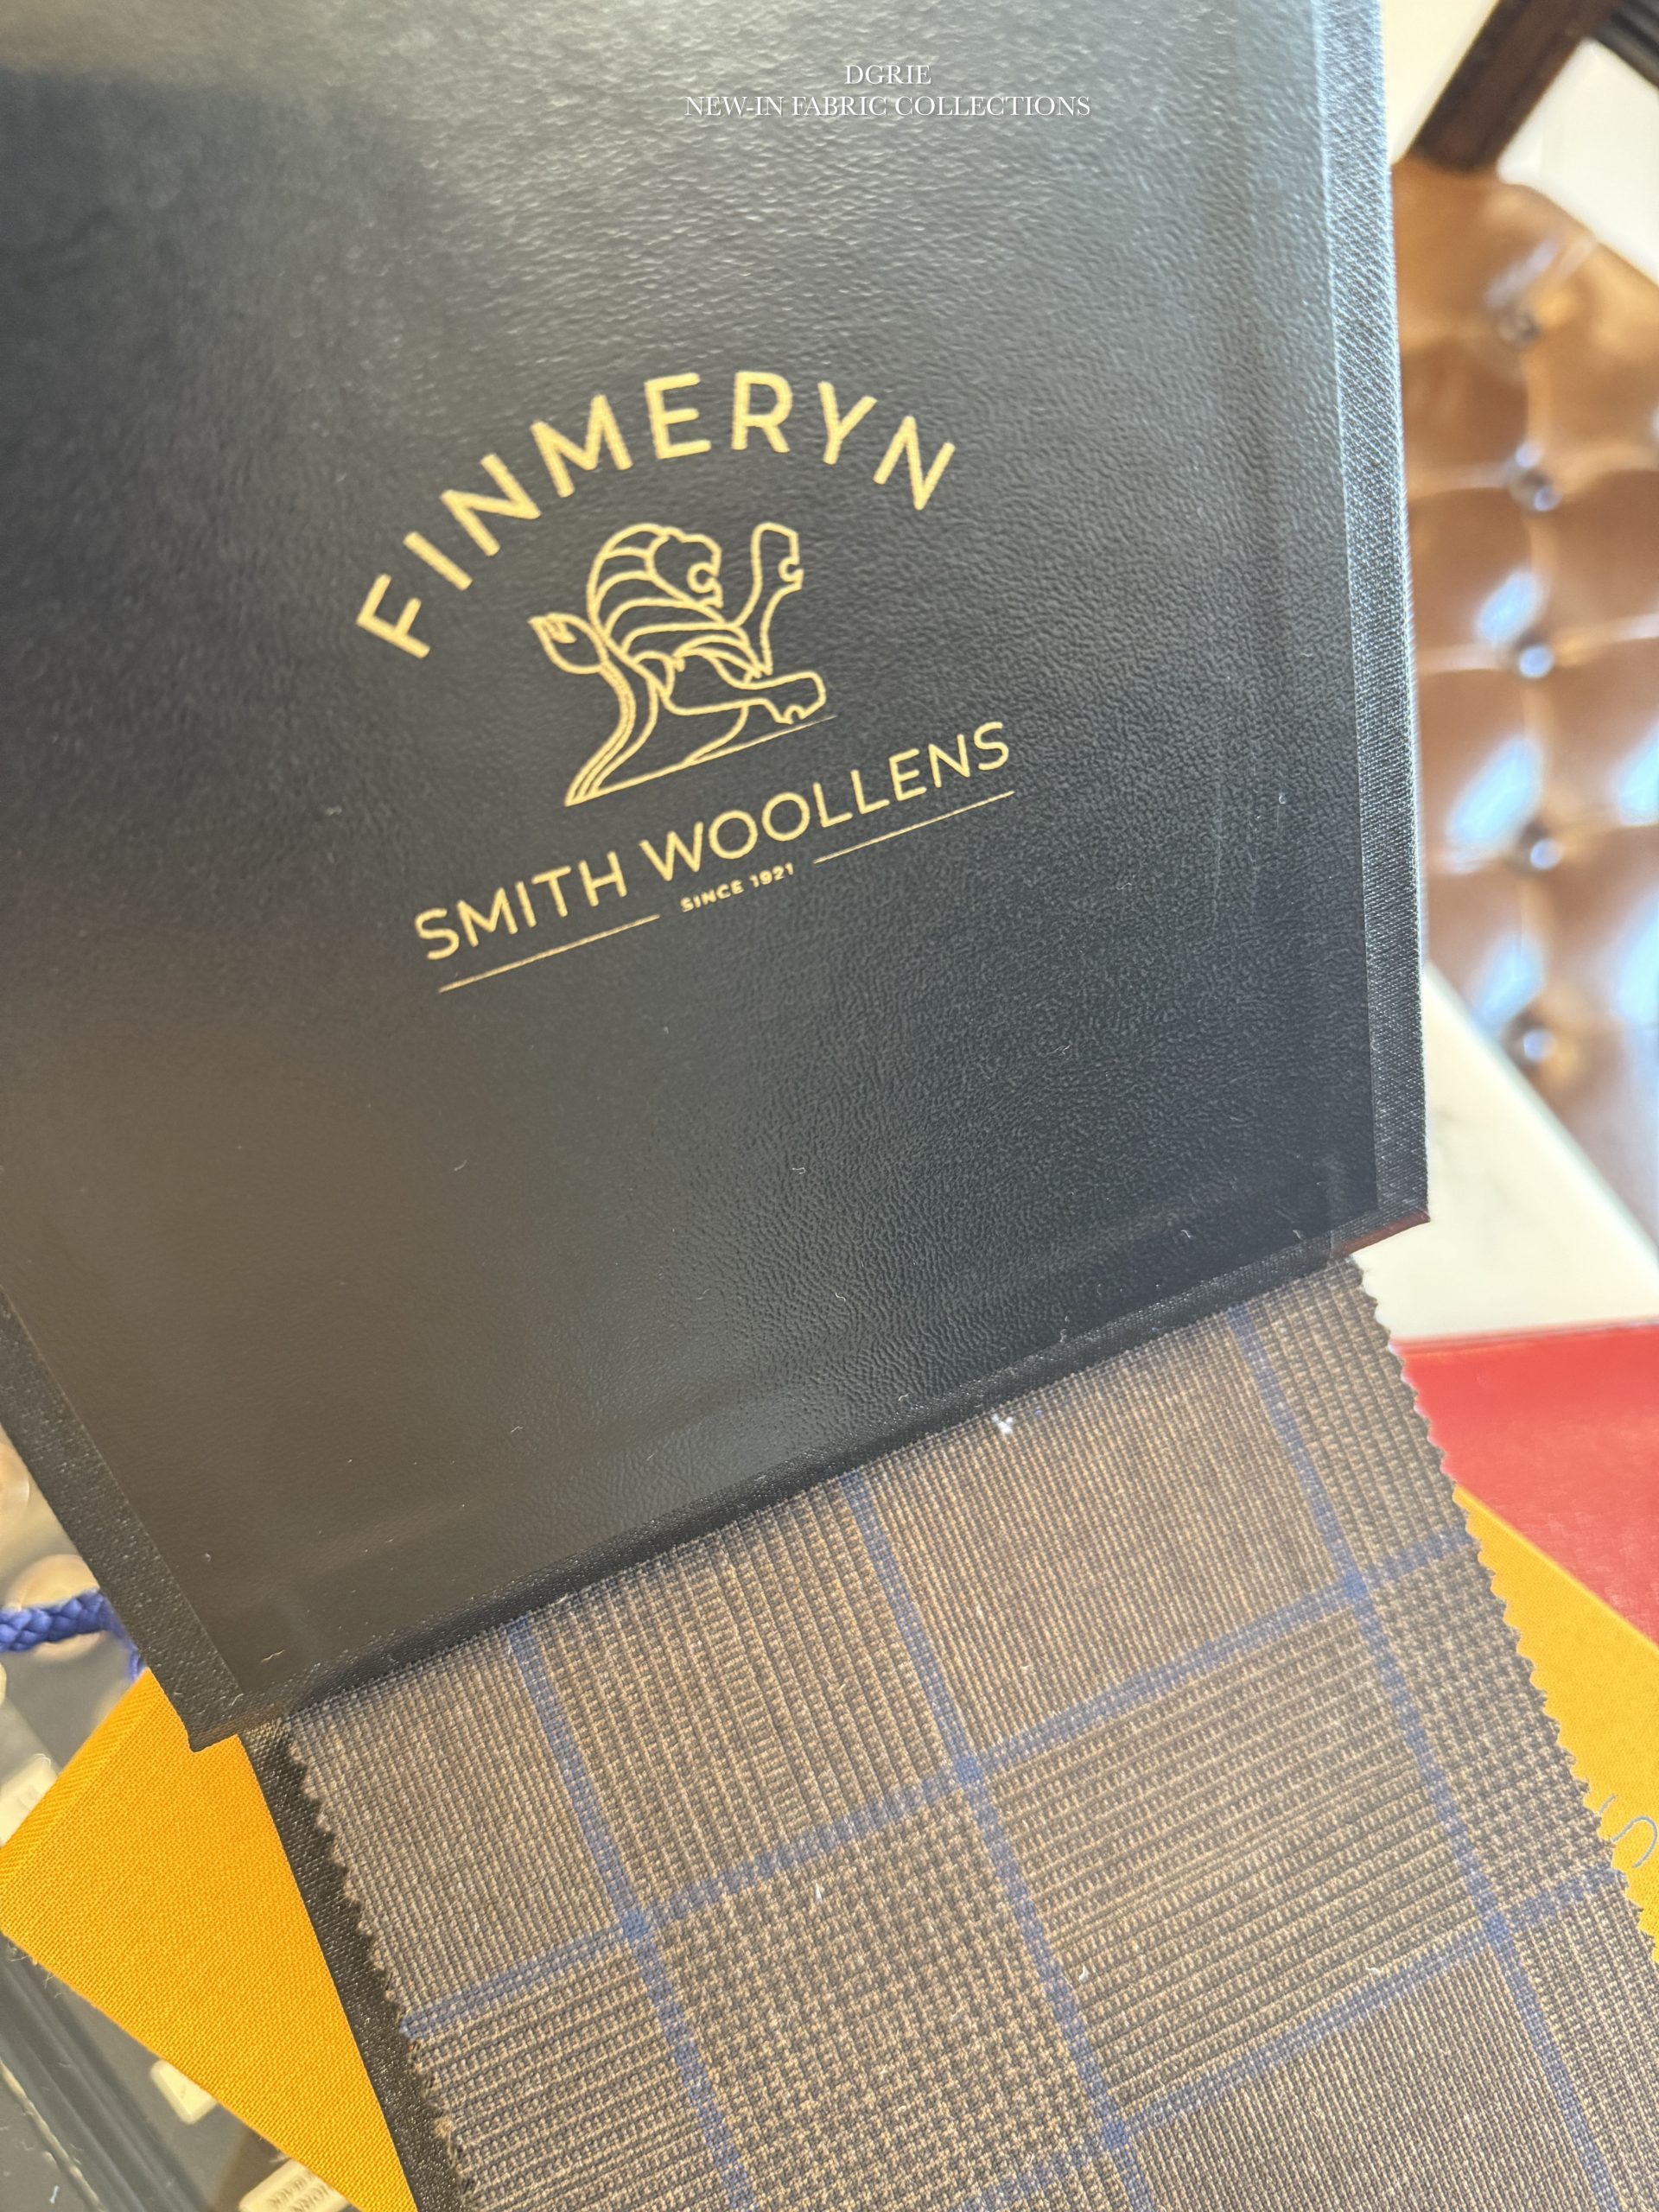 DGRIE
NEW-IN FABRIC COLLECTIONS
FINMERYN
SMITH WOOLLENS
SINCE 1921